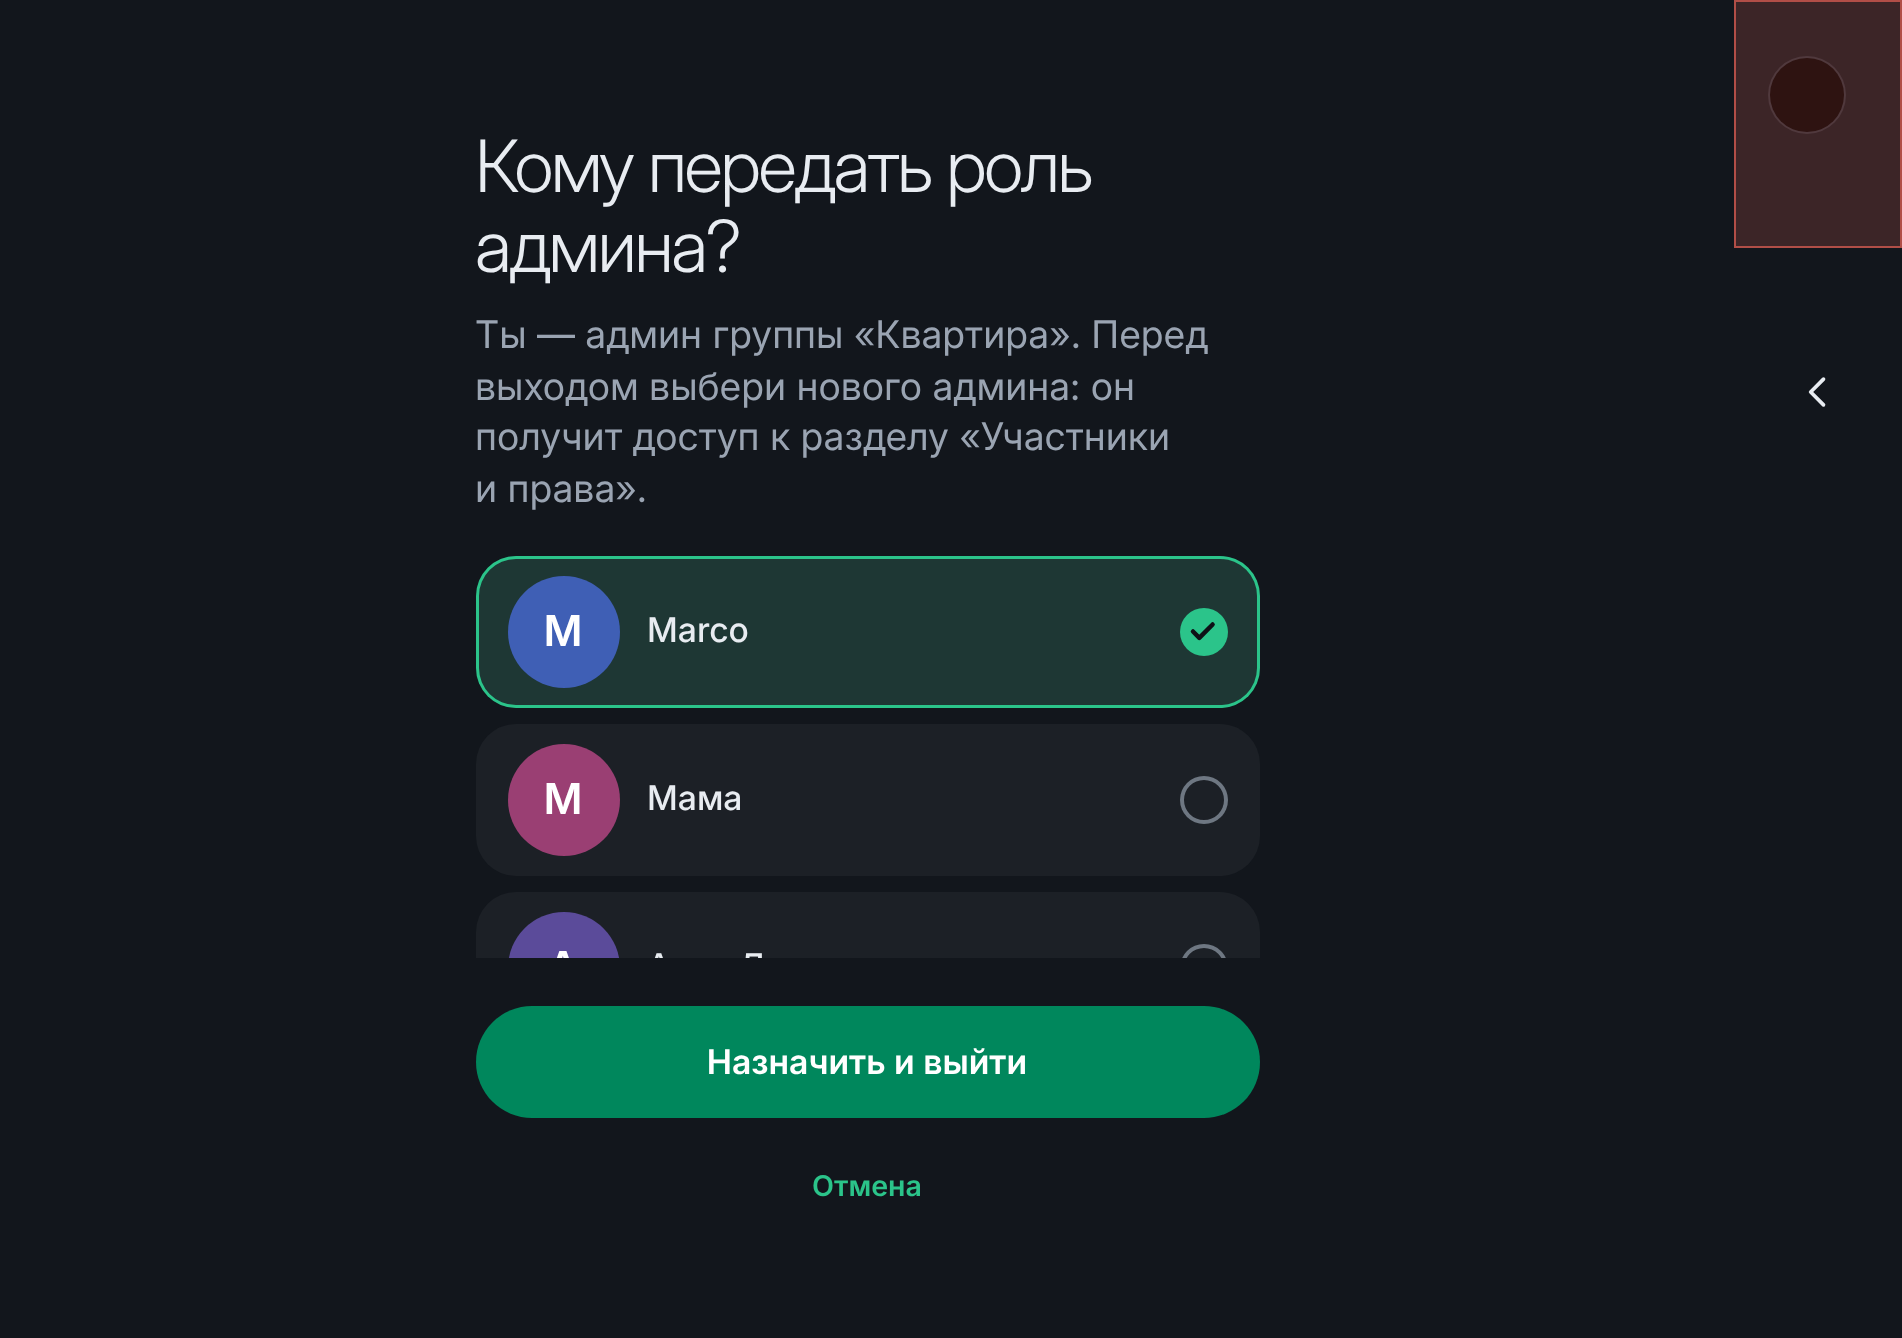 Кому передать роль
админа?
Ты — админ группы «Квартира». Перед
выходом выбери нового админа: он
получит доступ к разделу «Участники
и права».
M
Marco
М
Мама
Назначить и выйти
Отмена